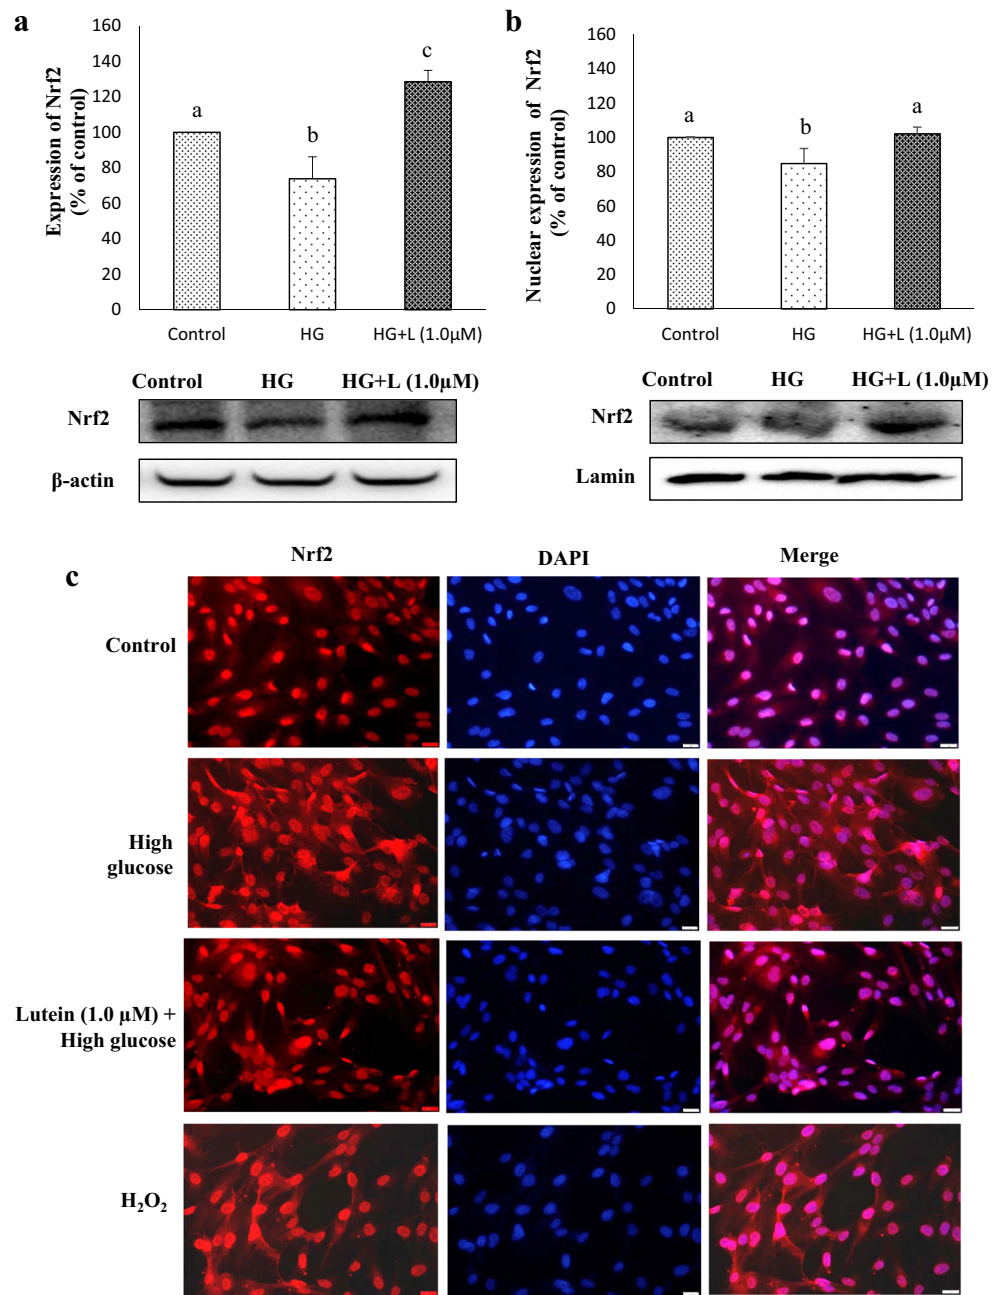 a
160
140
120
100
80
60
40
20
0
Expression of Nrf2
(% of control)
a
b
c
Control HG HG+L (1.0µM)
Control HG HG+L (1.0µM)
Nrf2
β-actin
b
160
140
120
100
80
60
40
20
0
Nuclear expression of Nrf2
(% of control)
a
b
a
Control HG HG+L (1.0µM)
Control HG HG+L (1.0µM)
Nrf2
Lamin
c
Nrf2 DAPI Merge
Control
High
glucose
Lutein (1.0 µM) +
High glucose
H₂O₂